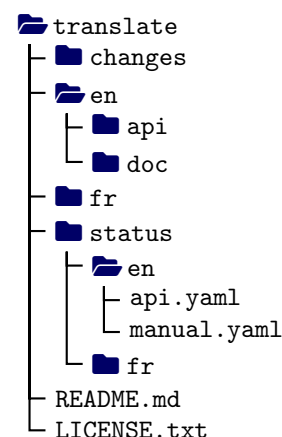 translate
changes
en
api
doc
fr
status
en
api.yaml
manual.yaml
fr
README.md
LICENSE.txt